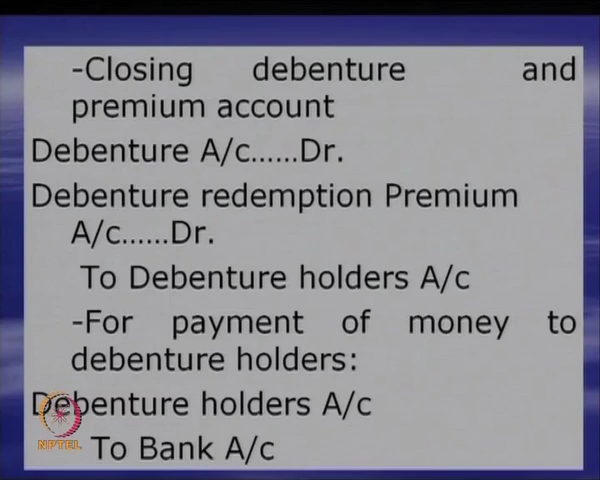 -Closing debenture and
premium account
Debenture A/c......Dr.
Debenture redemption Premium
A/c......Dr.
To Debenture holders A/c
-For payment of money to
debenture holders:
Debenture holders A/c
To Bank A/c
NPTEL